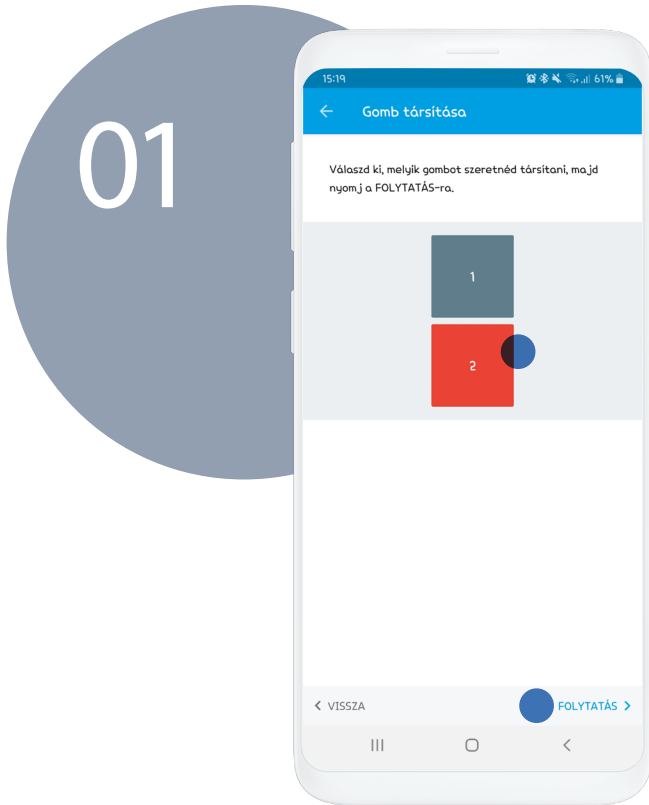 01
15:19
61%
Gomb társítása
Válaszd ki, melyik gombot szeretnéd társítani, majd
nyomj a FOLYTATÁS-ra.
1
2
VISSZA
FOLYTATÁS